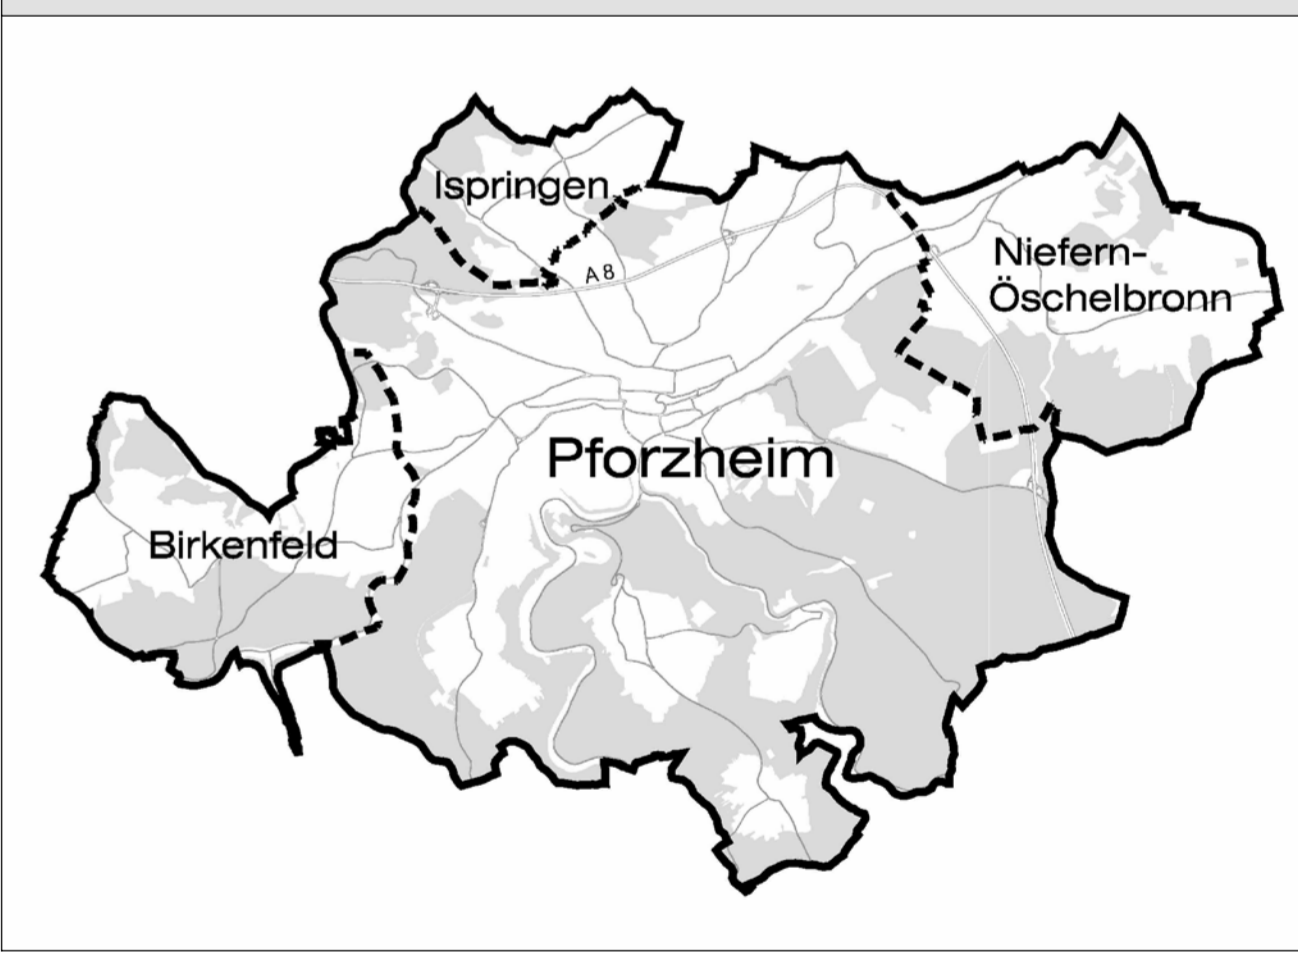 Ispringen
Niefern-
Öschelbronn
A 8
Pforzheim
Birkenfeld